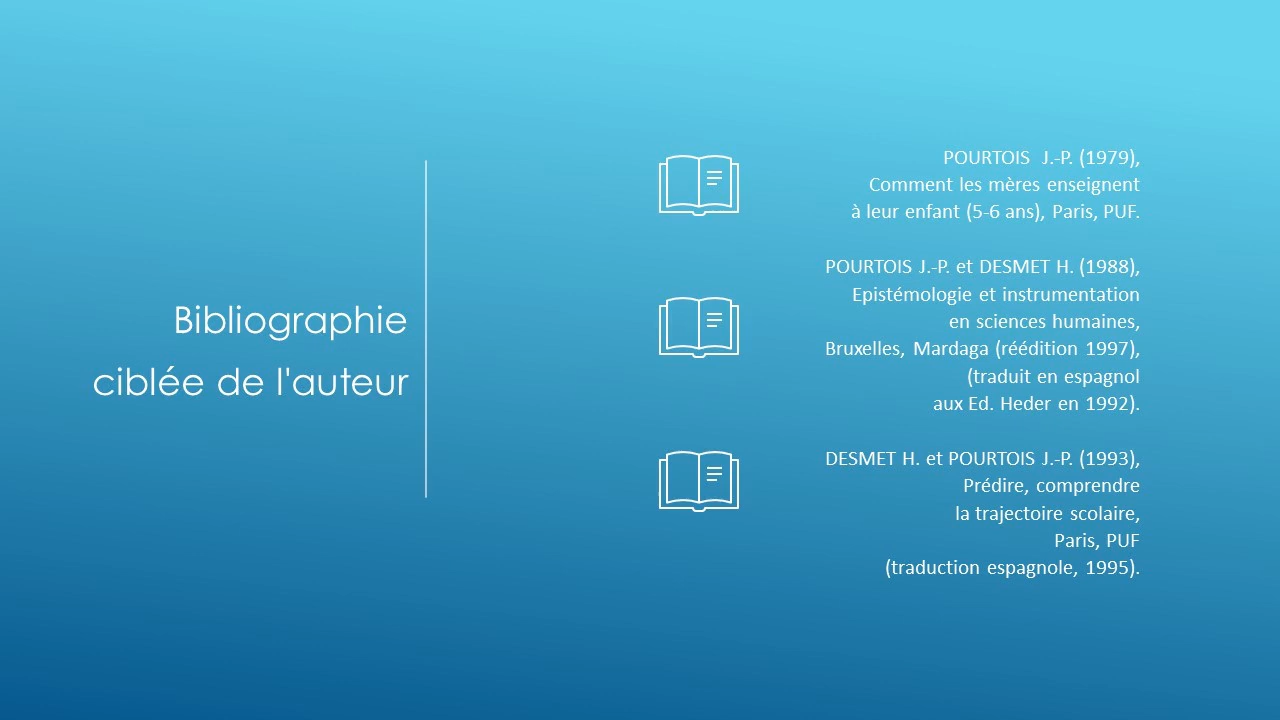 Bibliographie
ciblée de l'auteur
POURTOIS J.-P. (1979),
Comment les mères enseignent
à leur enfant (5-6 ans), Paris, PUF.
POURTOIS J.-P. et DESMET H. (1988),
Epistémologie et instrumentation
en sciences humaines,
Bruxelles, Mardaga (réédition 1997),
(traduit en espagnol
aux Ed. Heder en 1992).
DESMET H. et POURTOIS J.-P. (1993),
Prédire, comprendre
la trajectoire scolaire,
Paris, PUF
(traduction espagnole, 1995).